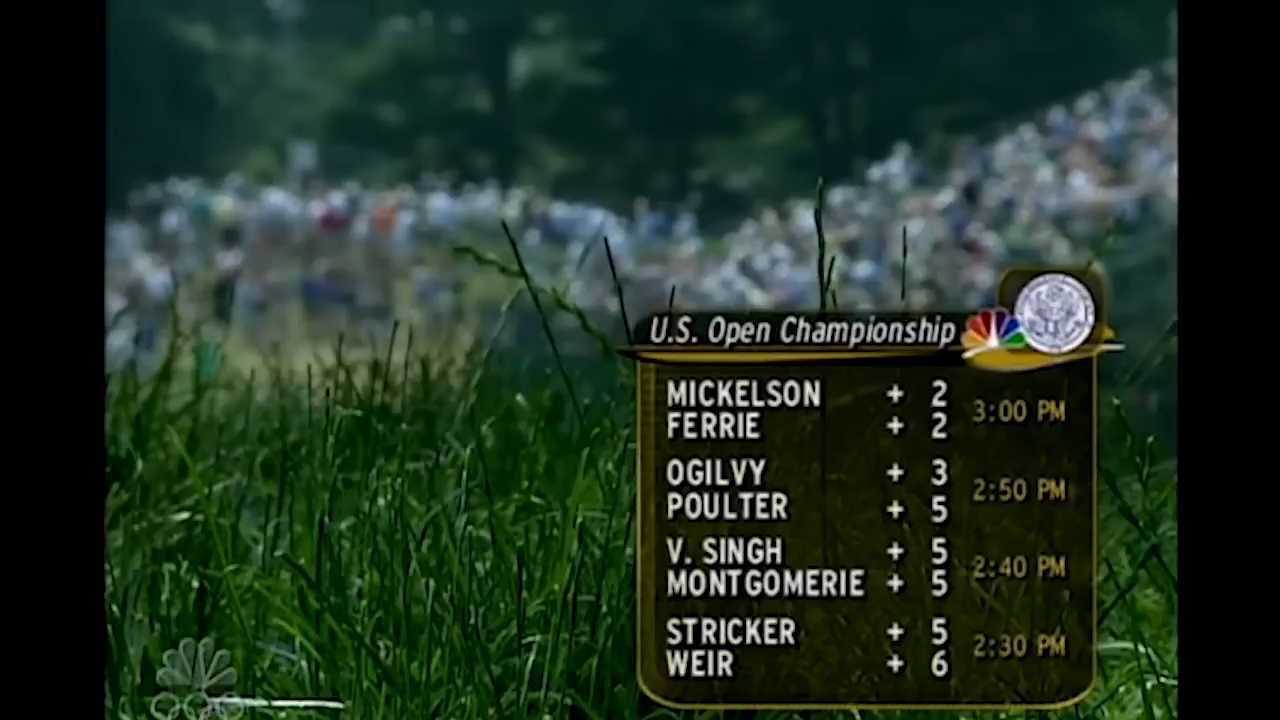 U.S. Open Championship
MICKELSON + 2 3:00 PM
FERRIE + 2
OGILVY + 3 2:50 PM
POULTER + 5
V. SINGH + 5 2:40 PM
MONTGOMERIE + 5
STRICKER + 5 2:30 PM
WEIR + 6